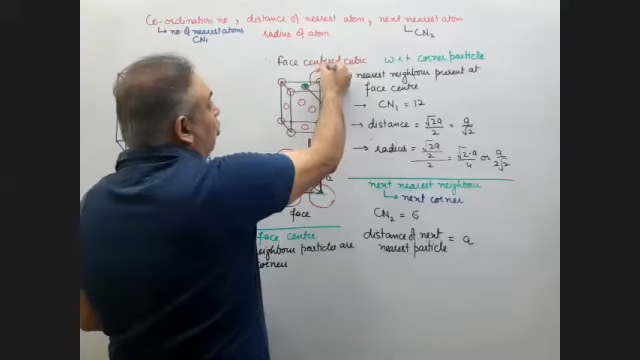 Co-ordination no, distance of nearest atom, next nearest atom
↳ no of nearest atoms
CN₁
radius of atom
↳ CN₂
Face centred cubic w.r.t corner particle
nearest neighbour present at
face centre
→ CN₁ = 12
→ distance = √2a/2 = a/√2
→ radius = √2a/2/2 = √2·a/4 or a/2√2
next nearest neighbour
↳ next corner
CN₂ = 6
distance of next
nearest particle = a
a
face
face centre
neighbour particles are
corners